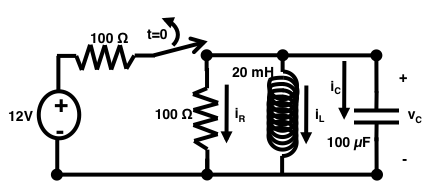 100 Ω
t=0
12V
+
-
100 Ω
iR
20 mH
iL
iC
100 µF
+
vC
-